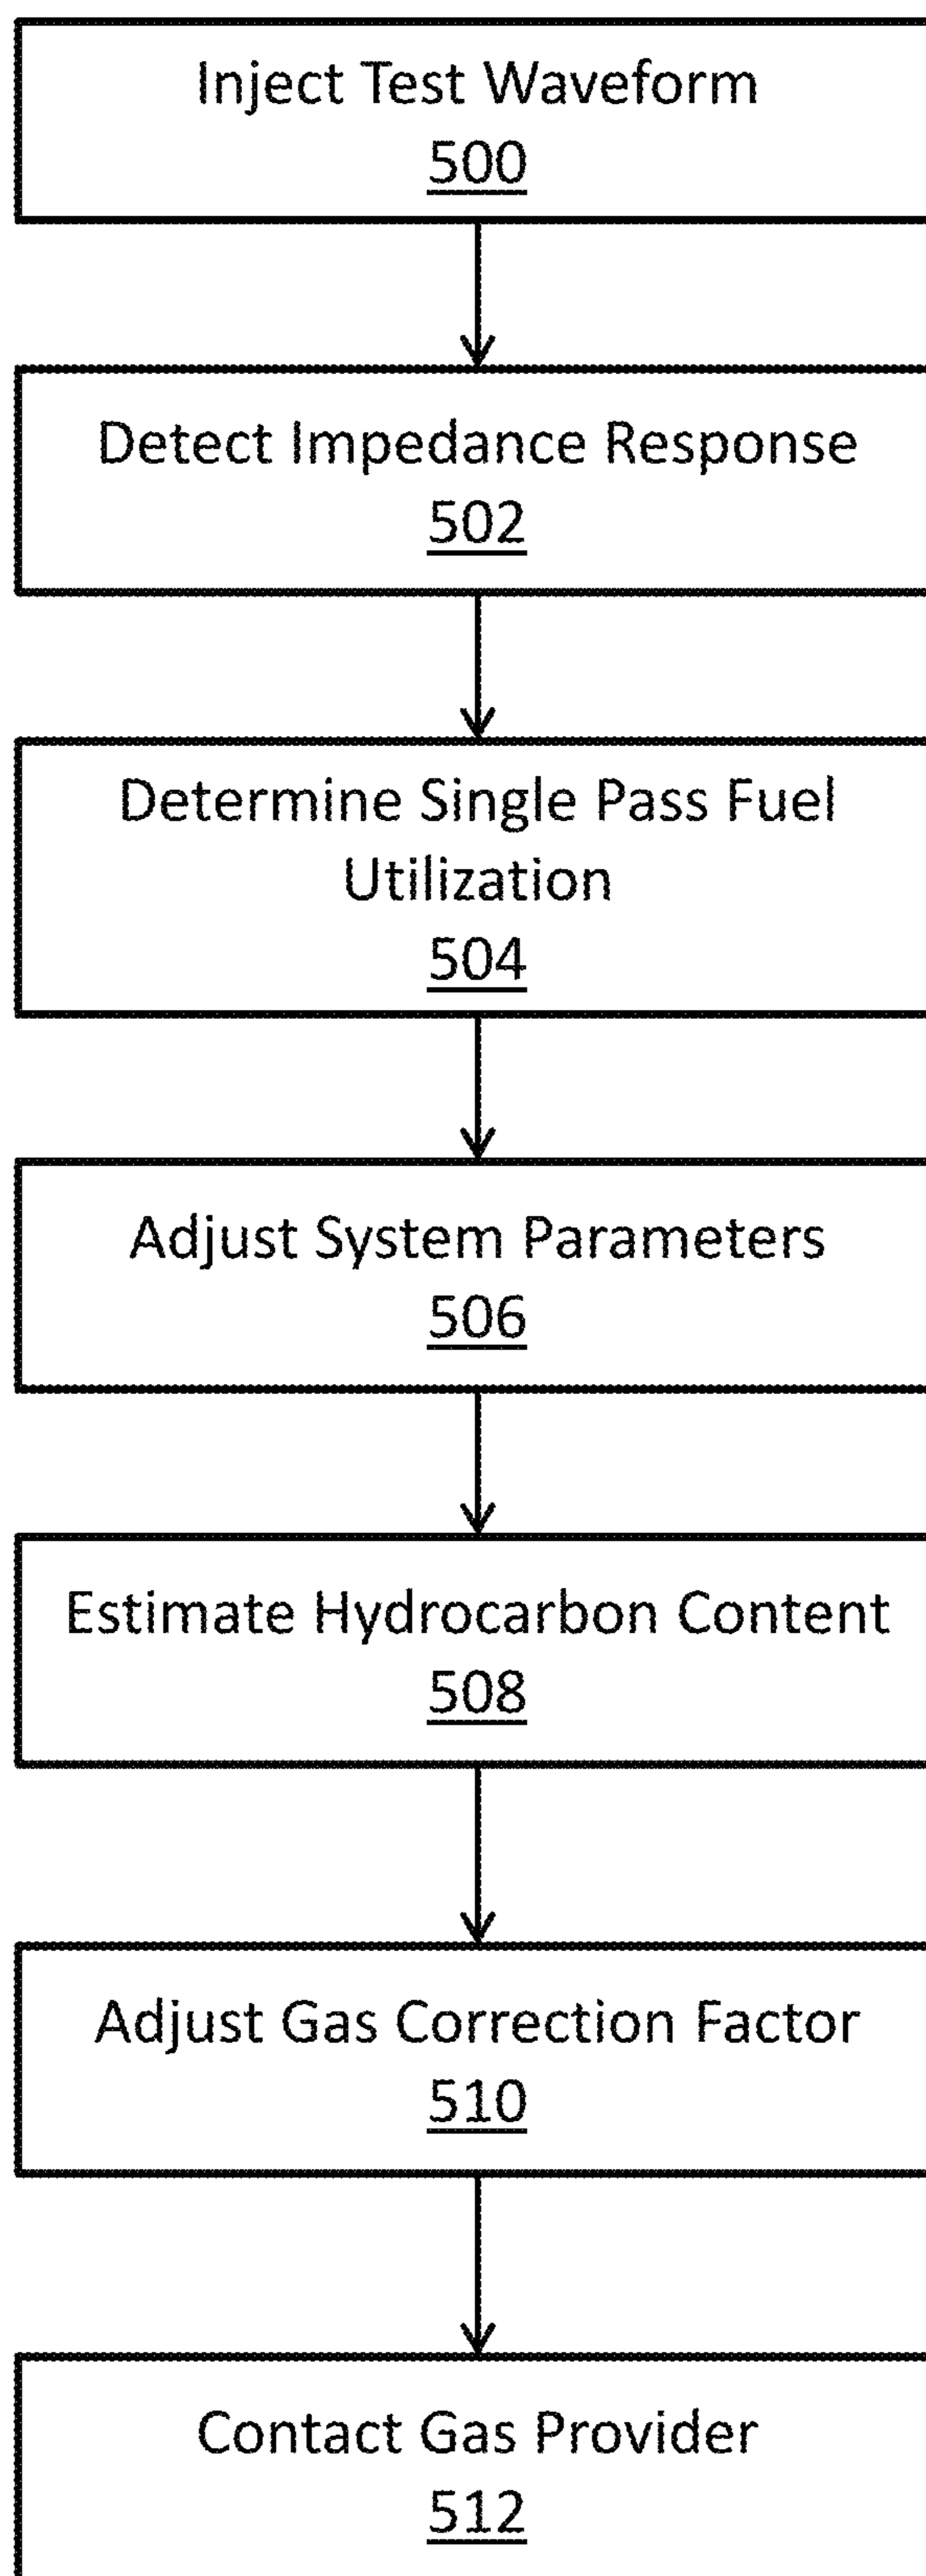 Inject Test Waveform
500
Detect Impedance Response
502
Determine Single Pass Fuel
Utilization
504
Adjust System Parameters
506
Estimate Hydrocarbon Content
508
Adjust Gas Correction Factor
510
Contact Gas Provider
512